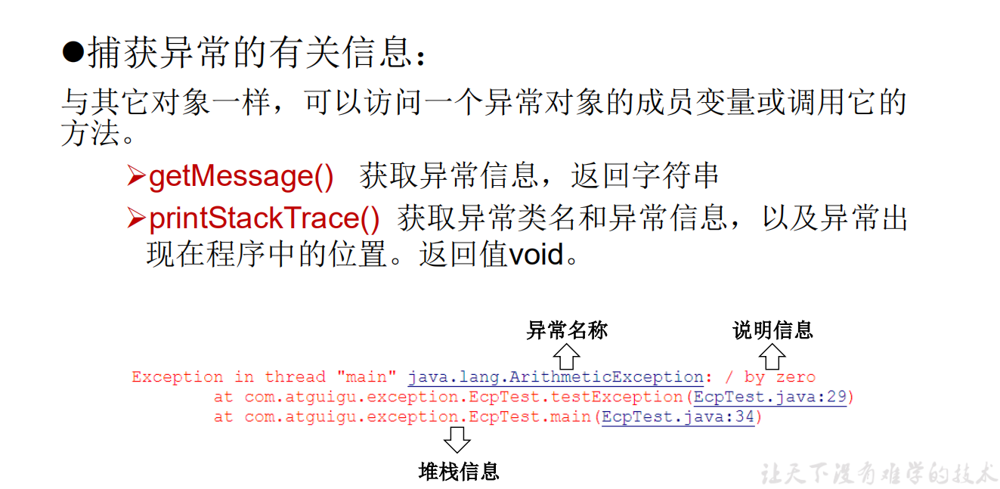 ●捕获异常的有关信息：
与其它对象一样，可以访问一个异常对象的成员变量或调用它的
方法。
➢getMessage() 获取异常信息，返回字符串
➢printStackTrace() 获取异常类名和异常信息，以及异常出
现在程序中的位置。返回值void。
异常名称 说明信息
Exception in thread "main" java.lang.ArithmeticException: / by zero
at com.atguigu.exception.EcpTest.testException(EcpTest.java:29)
at com.atguigu.exception.EcpTest.main(EcpTest.java:34)
堆栈信息
让天下没有难学的技术